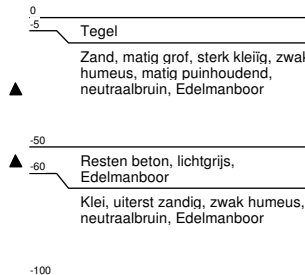 0
-5
Tegel
Zand, matig grof, sterk kleiïg, zwak
humeus, matig puinhoudend,
neutraalbruin, Edelmanboor
-50
Resten beton, lichtgrijs,
-60
Edelmanboor
Klei, uiterst zandig, zwak humeus,
neutraalbruin, Edelmanboor
-100